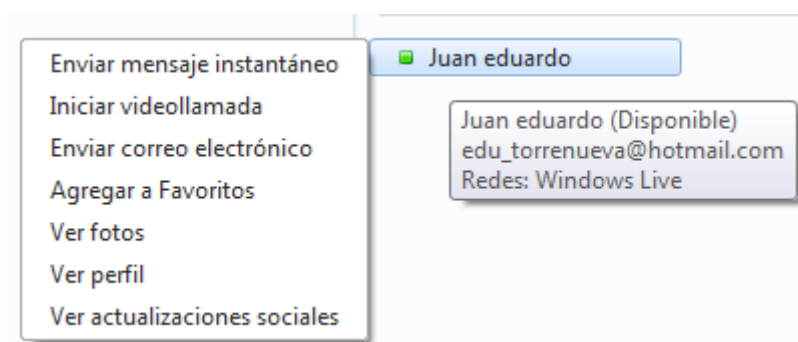 Enviar mensaje instantáneo
Iniciar videollamada
Enviar correo electrónico
Agregar a Favoritos
Ver fotos
Ver perfil
Ver actualizaciones sociales
Juan eduardo
Juan eduardo (Disponible)
edu_torrenueva@hotmail.com
Redes: Windows Live